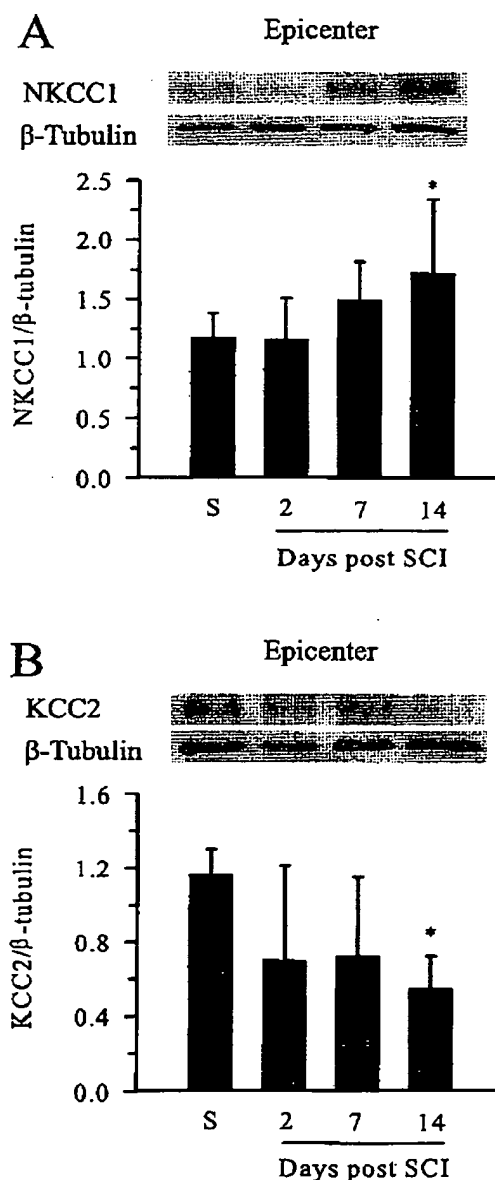 A
Epicenter
NKCC1
β-Tubulin
NKCC1/β-tubulin
2.5
2.0
1.5
1.0
0.5
0.0
*
S 2 7 14
Days post SCI
B
Epicenter
KCC2
β-Tubulin
KCC2/β-tubulin
1.6
1.2
0.8
0.4
0.0
*
S 2 7 14
Days post SCI